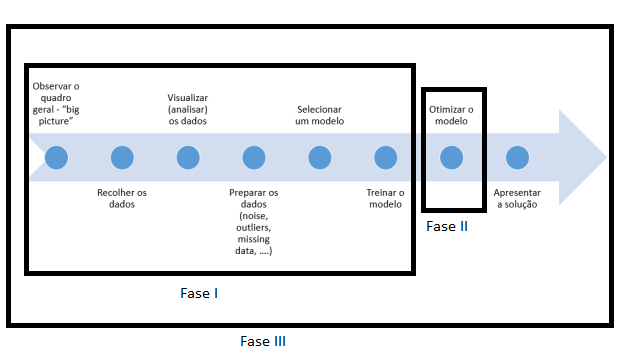 Observar o
quadro
geral - “big
picture”
Recolher os
dados
Visualizar
(analisar)
os dados
Preparar os
dados
(noise,
outliers,
missing
data, ....)
Selecionar
um modelo
Treinar o
modelo
Otimizar o
modelo
Apresentar
a solução
Fase I
Fase II
Fase III